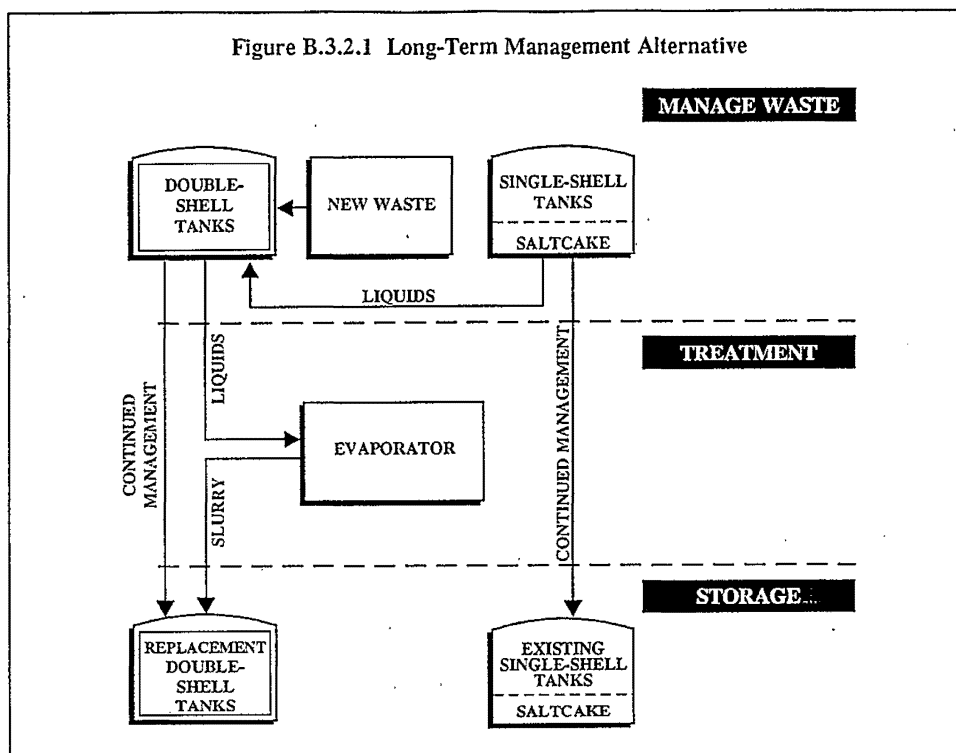 Figure B.3.2.1 Long-Term Management Alternative
MANAGE WASTE
DOUBLE-
SHELL
TANKS
NEW WASTE
SINGLE-SHELL
TANKS
SALTCAKE
LIQUIDS
TREATMENT
CONTINUED
MANAGEMENT
LIQUIDS
EVAPORATOR
SLURRY
CONTINUED MANAGEMENT
STORAGE
REPLACEMENT
DOUBLE-
SHELL
TANKS
EXISTING
SINGLE-SHELL
TANKS
SALTCAKE